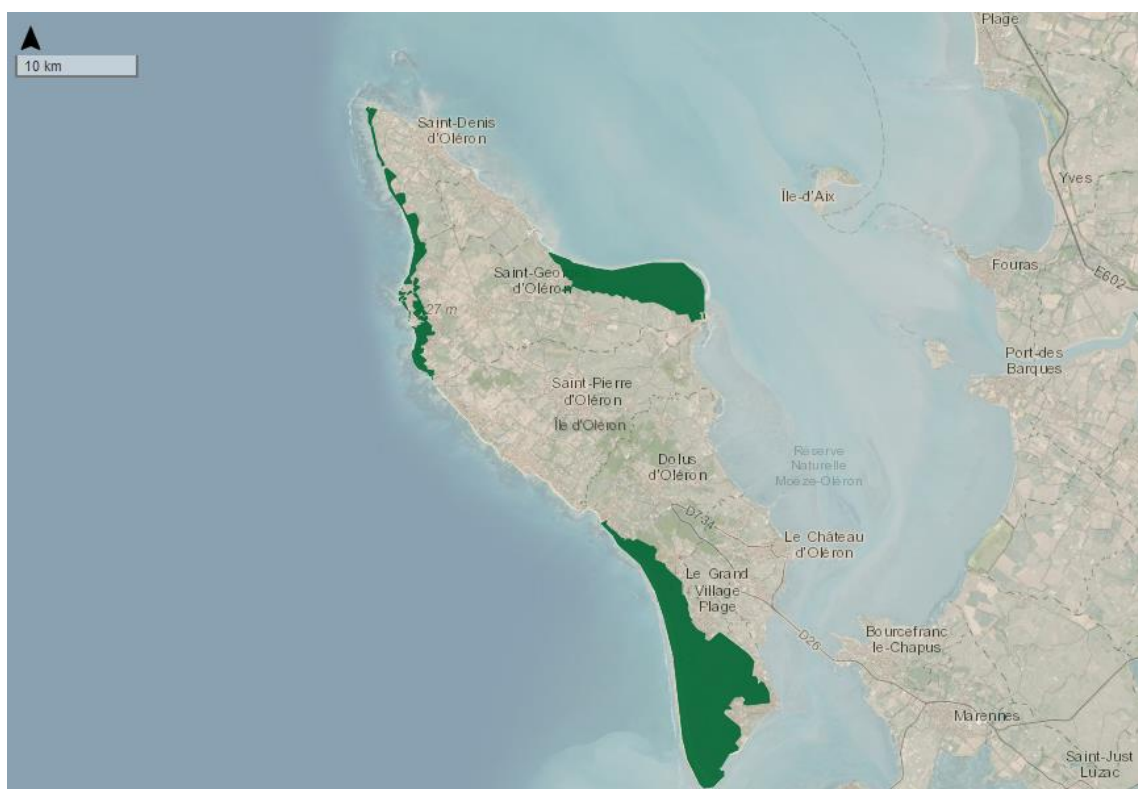 Plage
10 km
Saint-Denis
d'Oléron
Yves
Île-d'Aix
Fouras
E602
Saint-Geor
d'Oléron
27 m
Port-des
Barques
Saint-Pierre
d'Oléron
Île d'Oléron
Dolus
d'Oléron
Réserve
Naturelle
Moëze-Oléron
D734
Le Château
d'Oléron
Le Grand
Village
Plage
D26
Bourcefranc
le-Chapus
Marennes
Saint-Just
Luzac